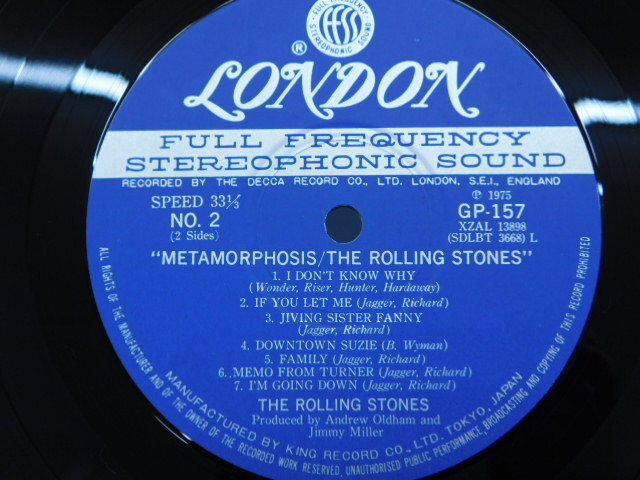 FULL FREQUENCY
ffss
STEREOPHONIC SOUND
®
LONDON
FULL FREQUENCY
STEREOPHONIC SOUND
RECORDED BY THE DECCA RECORD CO., LTD. LONDON, S.E.I., ENGLAND
SPEED 33⅓
NO. 2
(2 Sides)
℗ 1975
GP-157
XZAL 13898
(SDLBT 3668) L
"METAMORPHOSIS/THE ROLLING STONES"
1. I DON'T KNOW WHY
(Wonder, Riser, Hunter, Hardaway)
2. IF YOU LET ME (Jagger, Richard)
3. JIVING SISTER FANNY
(Jagger, Richard)
4. DOWNTOWN SUZIE (B. Wyman)
5. FAMILY (Jagger, Richard)
6. MEMO FROM TURNER (Jagger, Richard)
7. I'M GOING DOWN (Jagger, Richard)
THE ROLLING STONES
Produced by Andrew Oldham and
Jimmy Miller
MANUFACTURED BY KING RECORD CO., LTD. TOKYO, JAPAN
ALL RIGHTS OF THE MANUFACTURER AND OF THE OWNER OF THE RECORDED WORK RESERVED, UNAUTHORISED PUBLIC PERFORMANCE, BROADCASTING AND COPYING OF THIS RECORD PROHIBITED